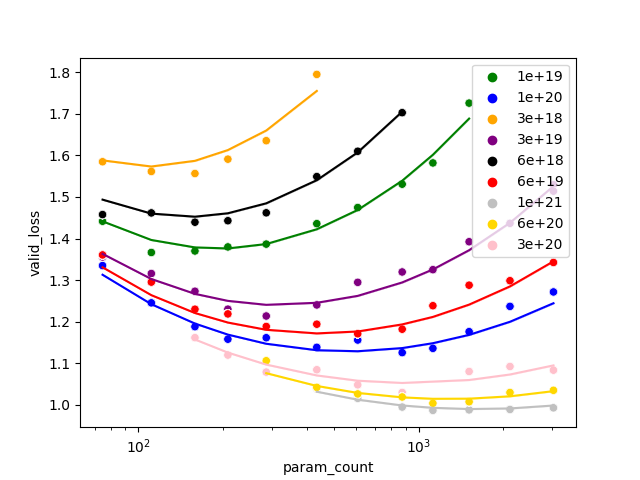 1.8
1.7
1.6
1.5
1.4
1.3
1.2
1.1
1.0
valid_loss
10²
10³
param_count
1e+19
1e+20
3e+18
3e+19
6e+18
6e+19
1e+21
6e+20
3e+20